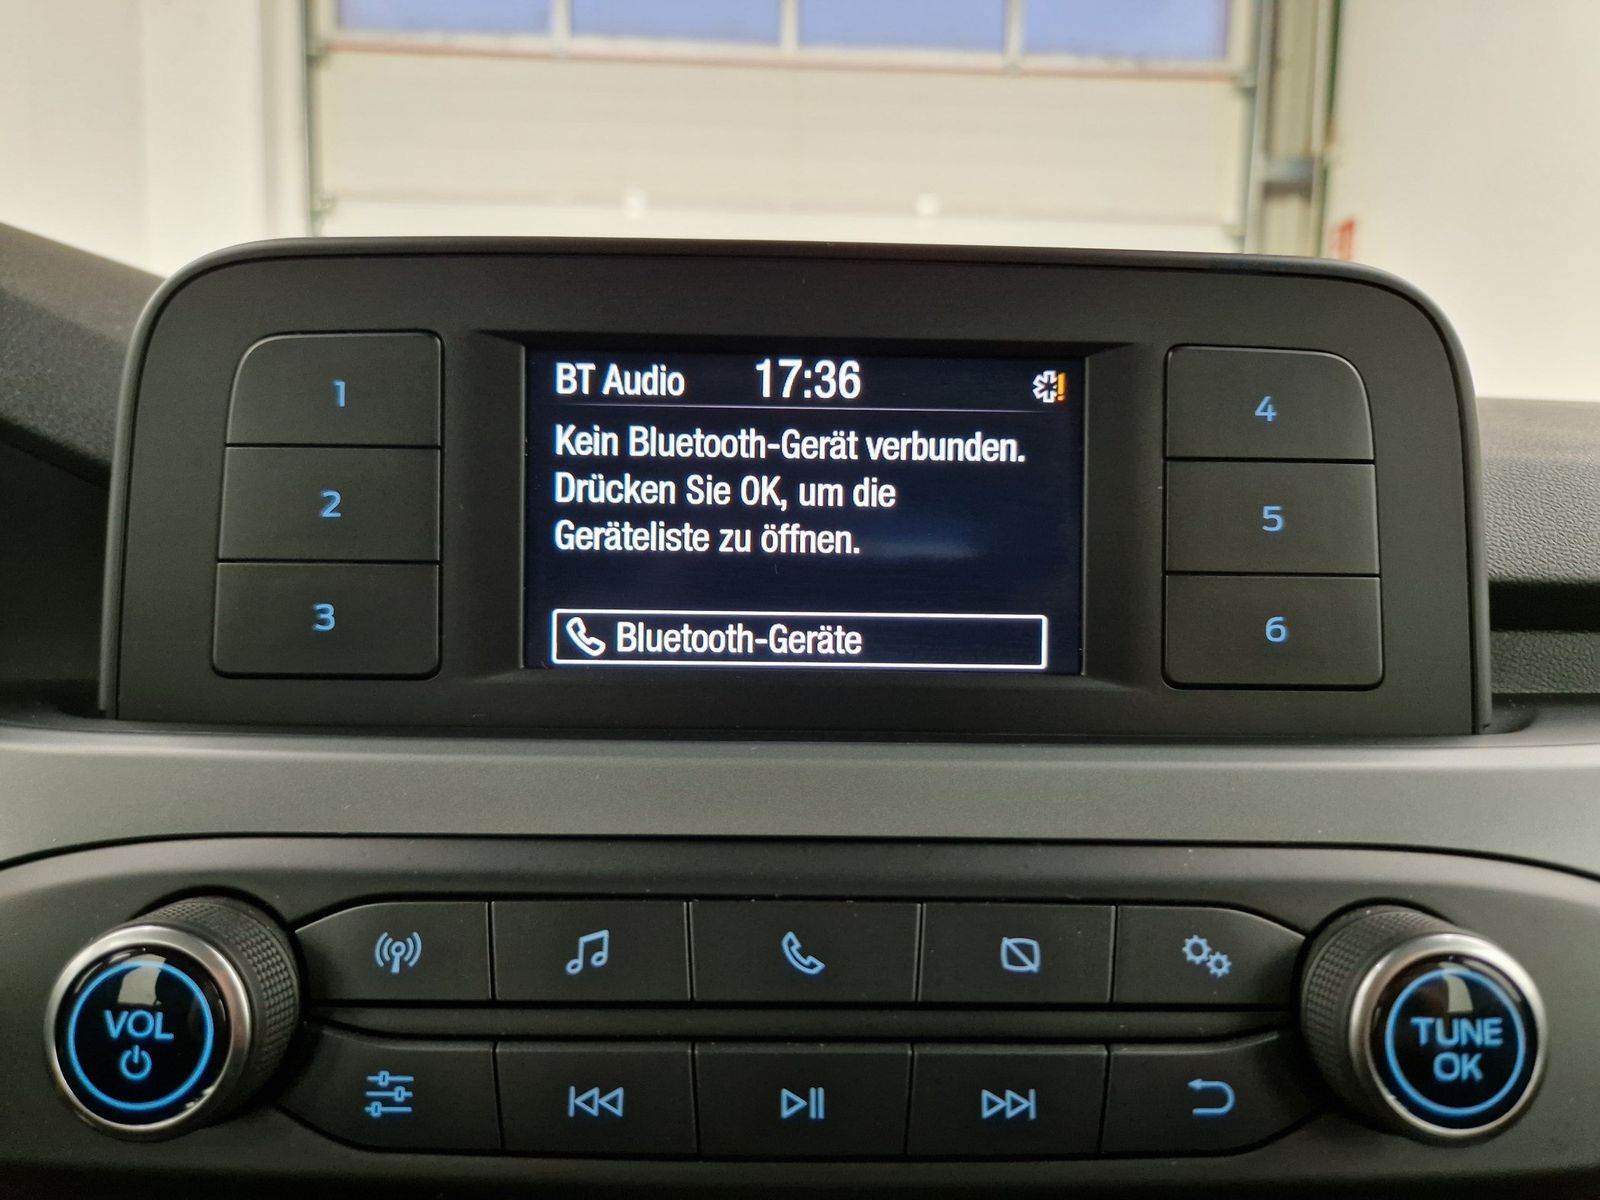 BT Audio 17:36
Kein Bluetooth-Gerät verbunden.
Drücken Sie OK, um die
Geräteliste zu öffnen.
Bluetooth-Geräte
1
2
3
4
5
6
VOL
TUNE
OK